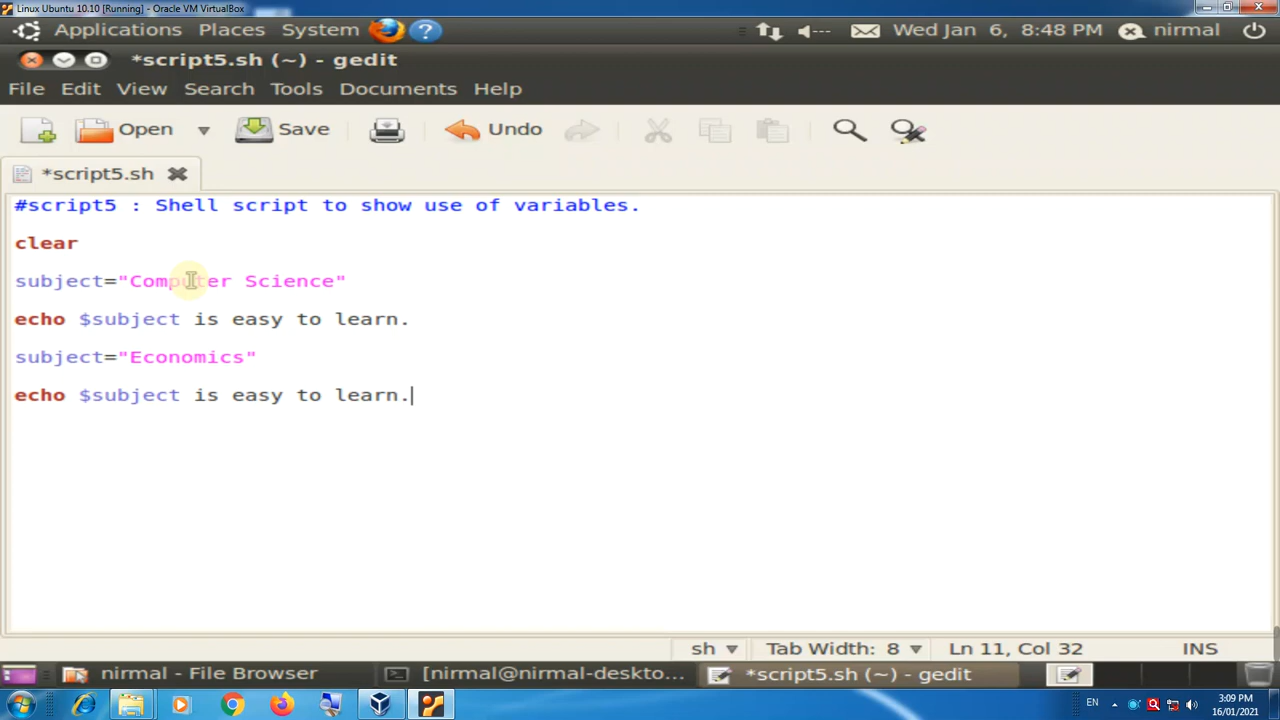 Linux Ubuntu 10.10 [Running] - Oracle VM VirtualBox
Applications Places System Wed Jan 6, 8:48 PM nirmal
*script5.sh (~) - gedit
File Edit View Search Tools Documents Help
Open Save Undo
*script5.sh
#script5 : Shell script to show use of variables.
clear
subject="Computer Science"
echo $subject is easy to learn.
subject="Economics"
echo $subject is easy to learn.
sh Tab Width: 8 Ln 11, Col 32 INS
nirmal - File Browser [nirmal@nirmal-deskto... *script5.sh (~) - gedit
EN 3:09 PM
16/01/2021